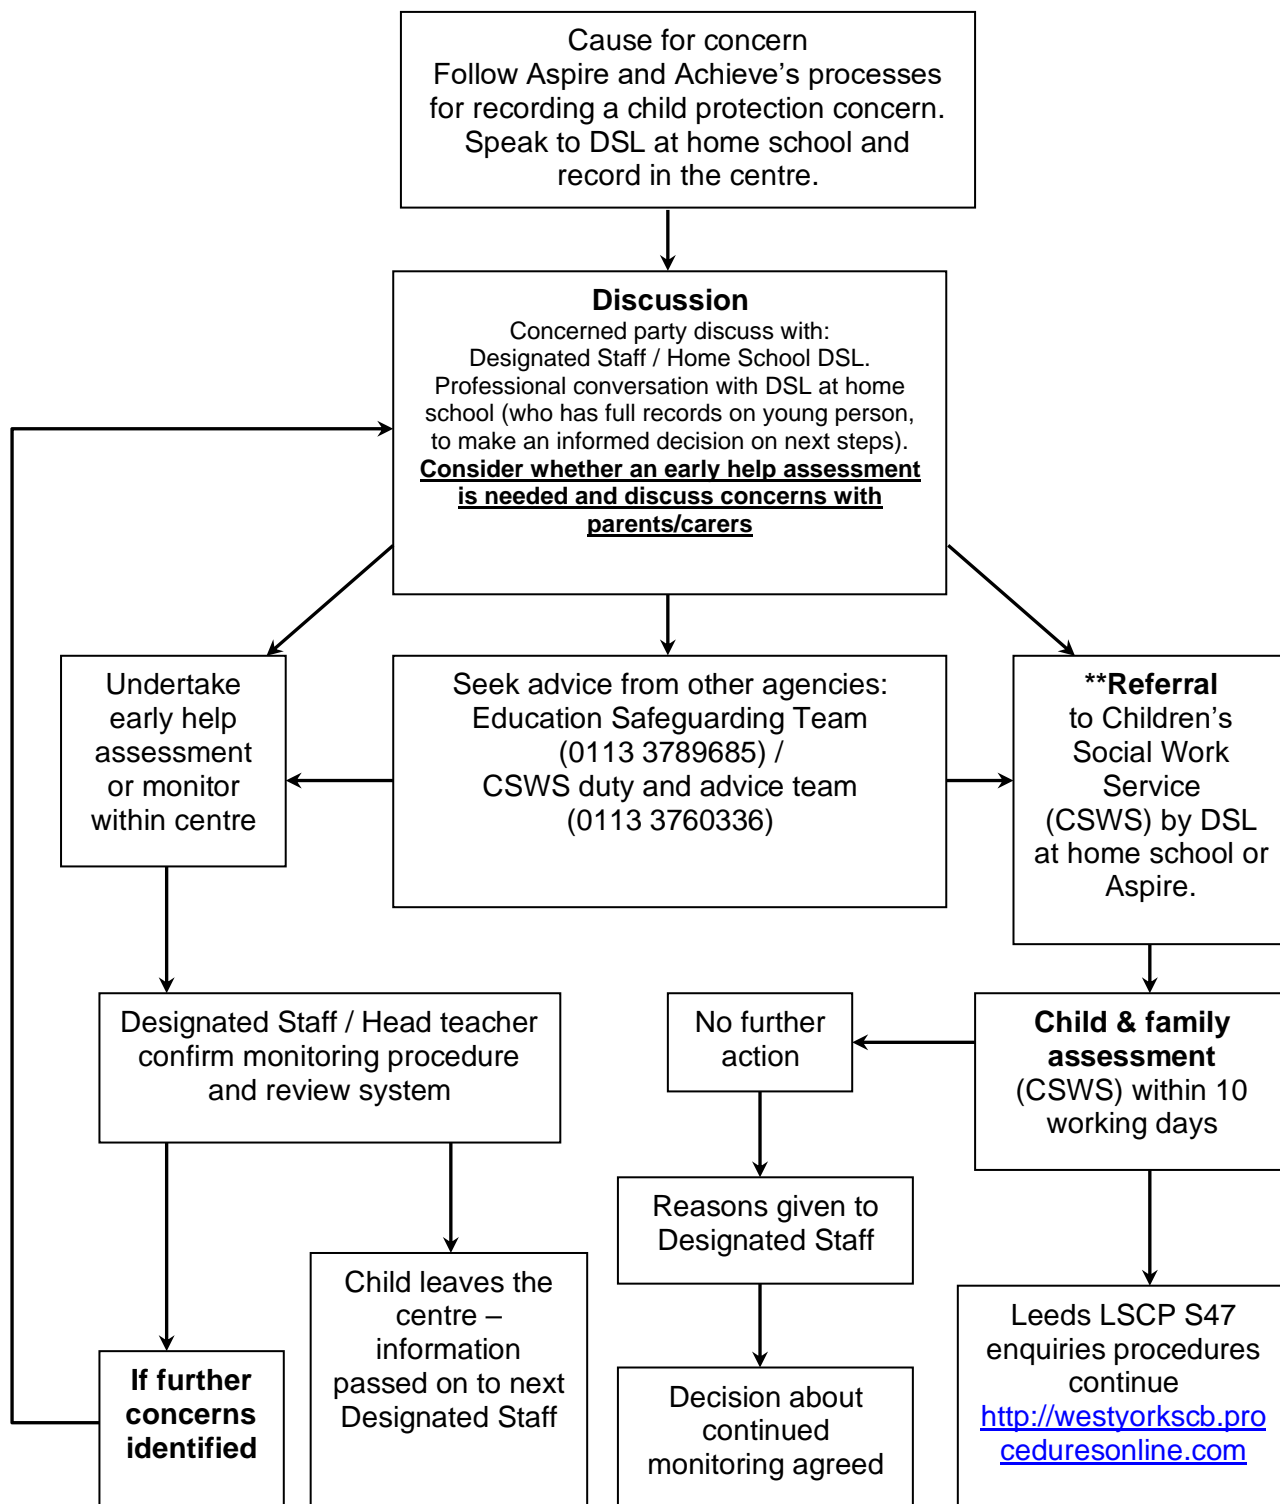 Cause for concern
Follow Aspire and Achieve’s processes
for recording a child protection concern.
Speak to DSL at home school and
record in the centre.
Discussion
Concerned party discuss with:
Designated Staff / Home School DSL.
Professional conversation with DSL at home
school (who has full records on young person,
to make an informed decision on next steps).
Consider whether an early help assessment
is needed and discuss concerns with
parents/carers
Undertake
early help
assessment
or monitor
within centre
Seek advice from other agencies:
Education Safeguarding Team
(0113 3789685) /
CSWS duty and advice team
(0113 3760336)
**Referral
to Children’s
Social Work
Service
(CSWS) by DSL
at home school or
Aspire.
Designated Staff / Head teacher
confirm monitoring procedure
and review system
No further
action
Child & family
assessment
(CSWS) within 10
working days
Reasons given to
Designated Staff
If further
concerns
identified
Child leaves the
centre –
information
passed on to next
Designated Staff
Decision about
continued
monitoring agreed
Leeds LSCP S47
enquiries procedures
continue
http://westyorkscb.pro
ceduresonline.com